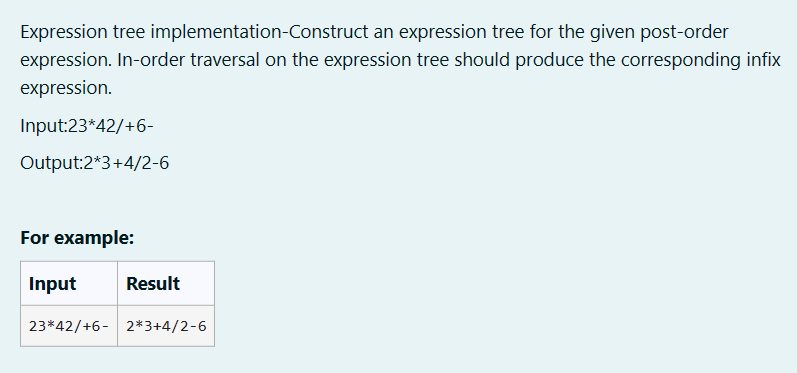 Expression tree implementation-Construct an expression tree for the given post-order
expression. In-order traversal on the expression tree should produce the corresponding infix
expression.
Input:23*42/+6-
Output:2*3+4/2-6
For example:
Input Result
23*42/+6- 2*3+4/2-6